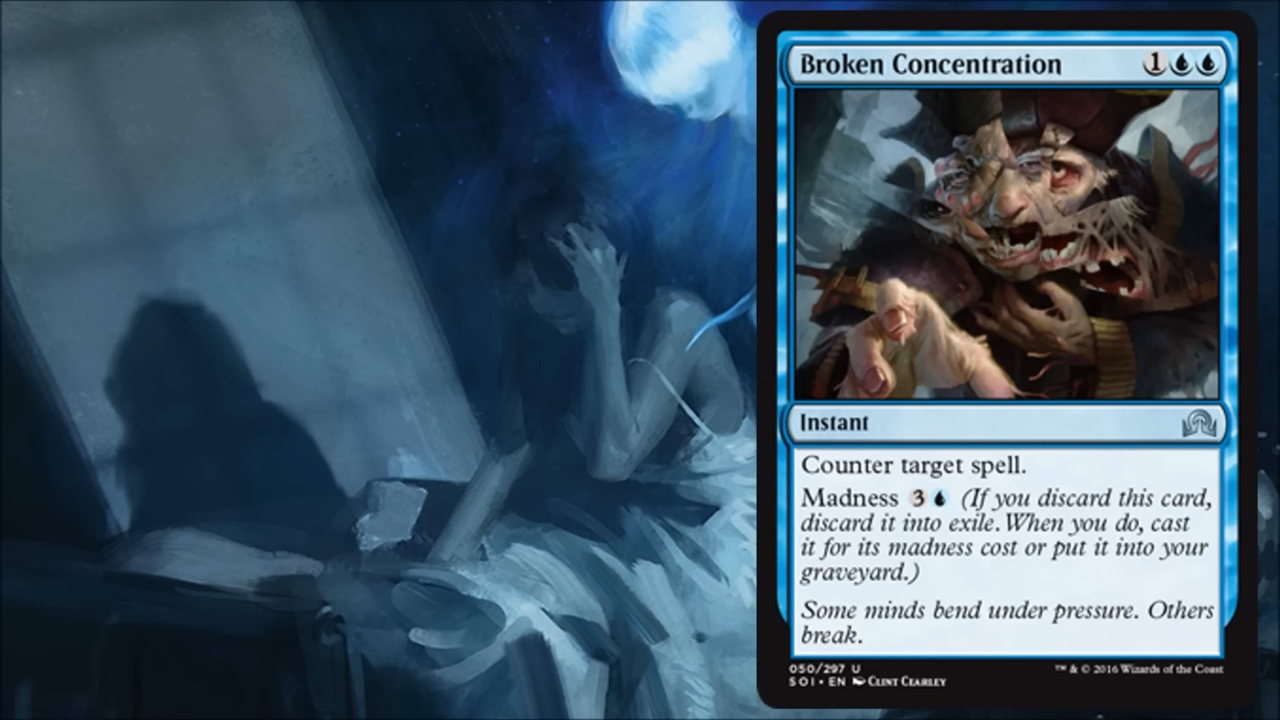 Broken Concentration 1
Instant
Counter target spell.
Madness 3 (If you discard this card,
discard it into exile. When you do, cast
it for its madness cost or put it into your
graveyard.)
Some minds bend under pressure. Others
break.
050/297 U
SOI • EN CLINT CEARLEY
™ & © 2016 Wizards of the Coast